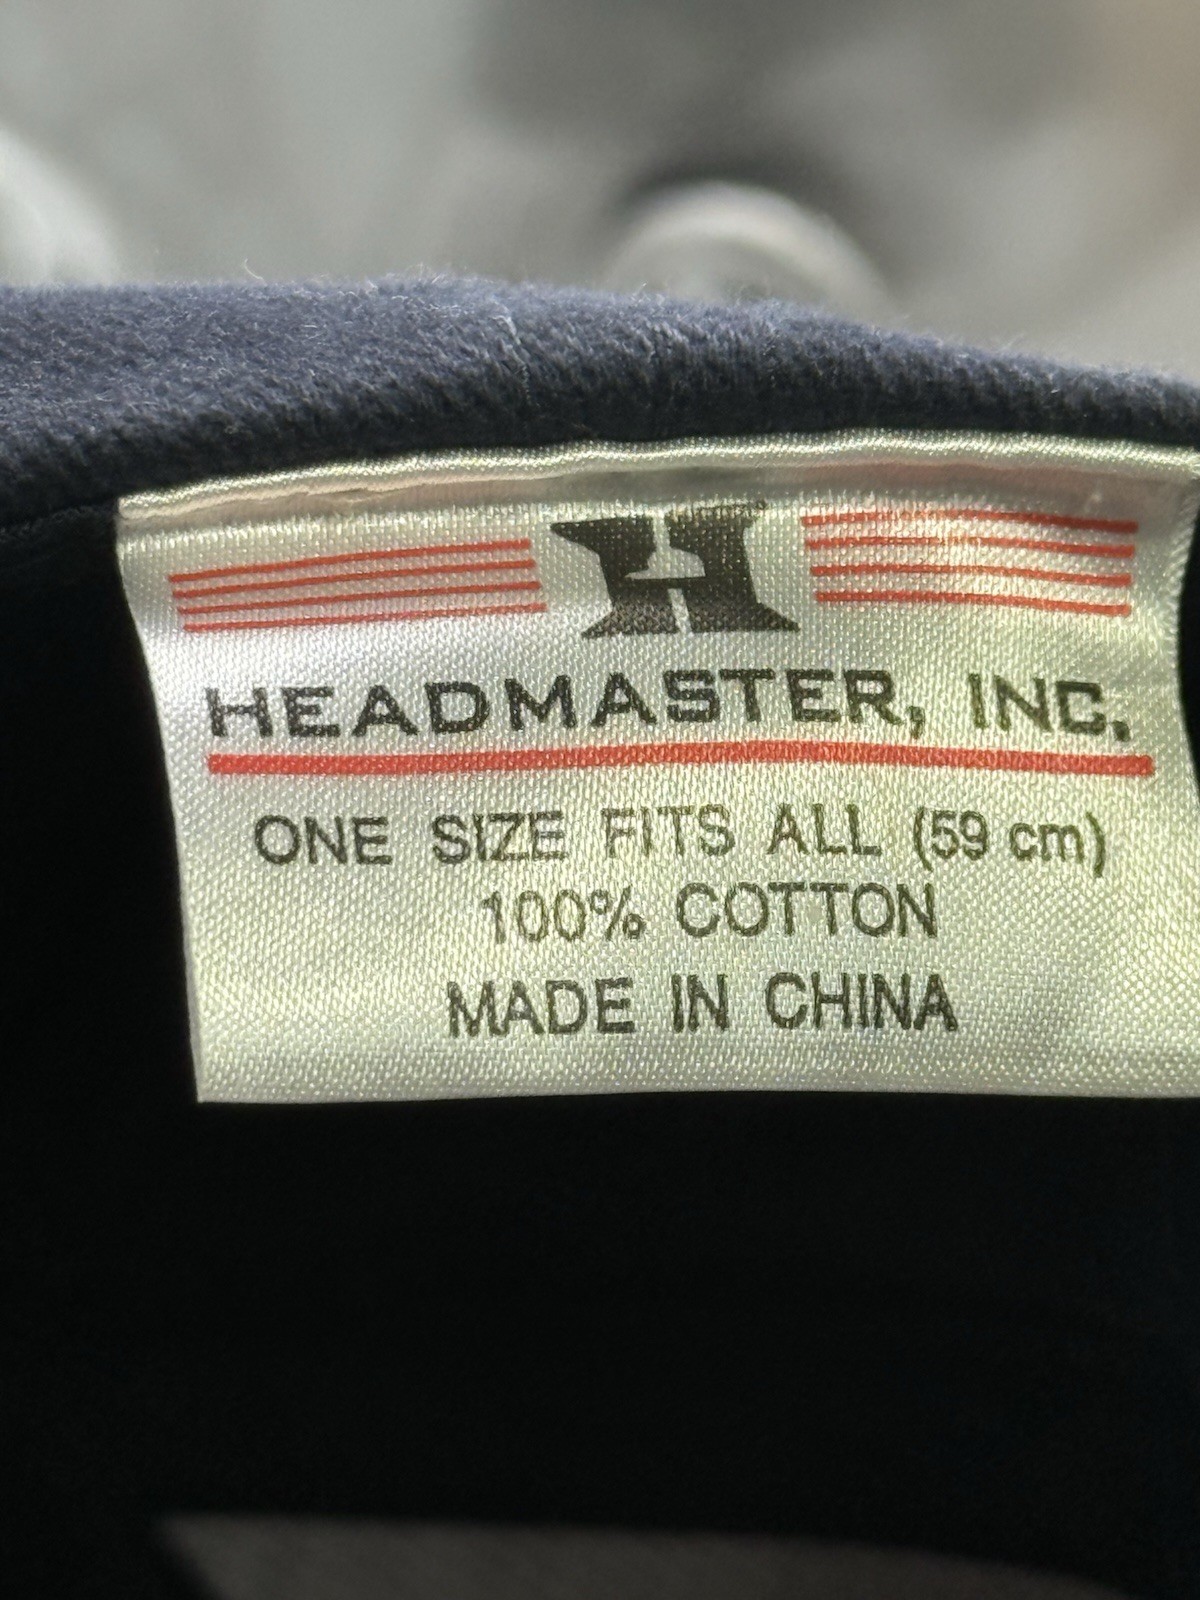 H
HEADMASTER, INC.
ONE SIZE FITS ALL (59 cm)
100% COTTON
MADE IN CHINA